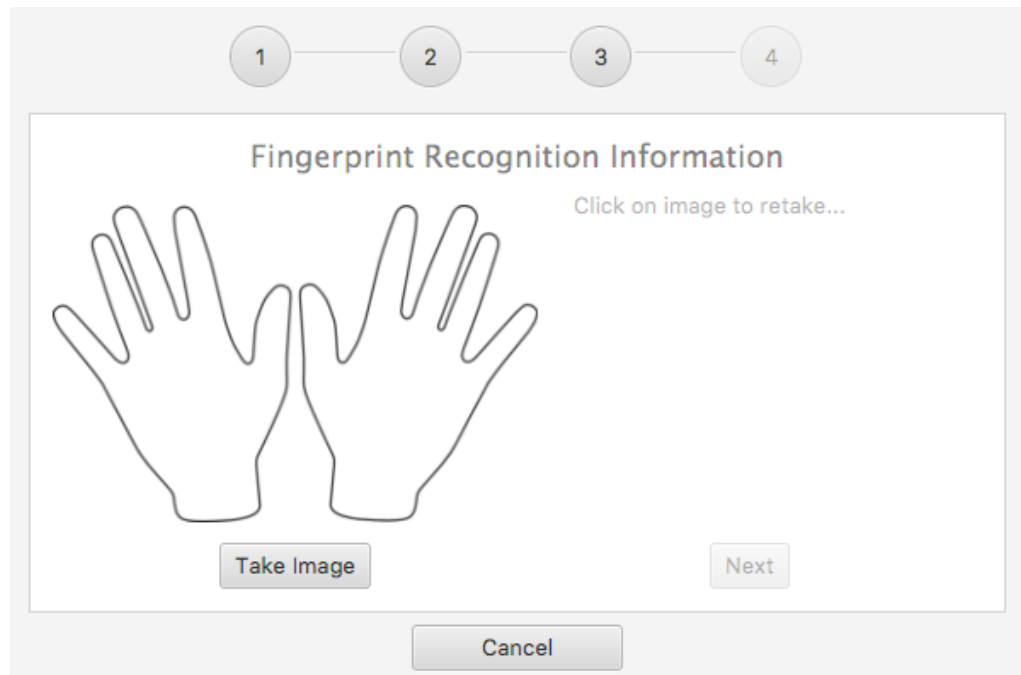 1 2 3 4
Fingerprint Recognition Information
Click on image to retake...
Take Image
Next
Cancel